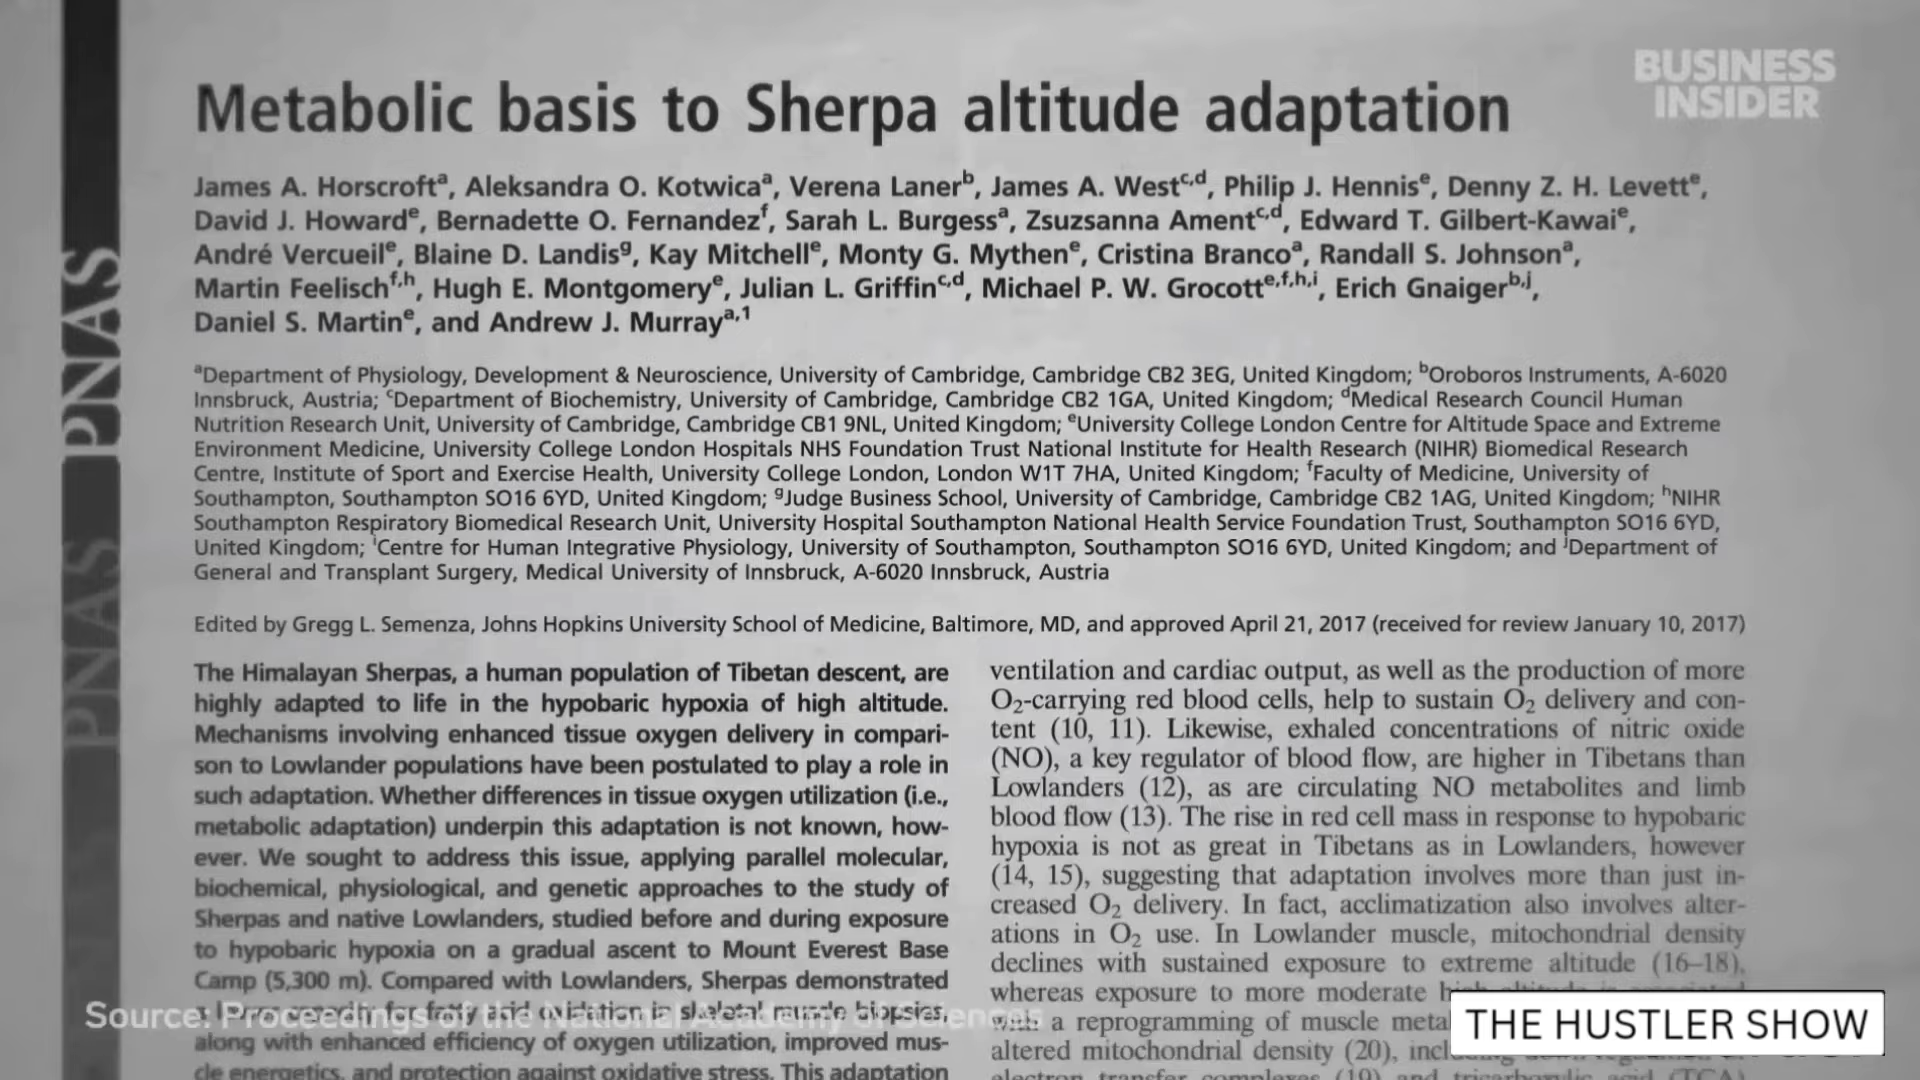 BUSINESS
INSIDER
Metabolic basis to Sherpa altitude adaptation
James A. Horscroftᵃ, Aleksandra O. Kotwicaᵃ, Verena Lanerᵇ, James A. Westᶜ,ᵈ, Philip J. Hennisᵉ, Denny Z. H. Levettᵉ,
David J. Howardᵉ, Bernadette O. Fernandezᶠ, Sarah L. Burgessᵃ, Zsuzsanna Amentᶜ,ᵈ, Edward T. Gilbert-Kawaiᵉ,
André Vercueilᵉ, Blaine D. Landisᵍ, Kay Mitchellᵉ, Monty G. Mythenᵉ, Cristina Brancoᵃ, Randall S. Johnsonᵃ,
Martin Feelischᶠ,ʰ, Hugh E. Montgomeryᵉ, Julian L. Griffinᶜ,ᵈ, Michael P. W. Grocottᵉ,ᶠ,ʰ,ⁱ, Erich Gnaigerᵇ,ʲ,
Daniel S. Martinᵉ, and Andrew J. Murrayᵃ,¹
ᵃDepartment of Physiology, Development & Neuroscience, University of Cambridge, Cambridge CB2 3EG, United Kingdom; ᵇOroboros Instruments, A-6020
Innsbruck, Austria; ᶜDepartment of Biochemistry, University of Cambridge, Cambridge CB2 1GA, United Kingdom; ᵈMedical Research Council Human
Nutrition Research Unit, University of Cambridge, Cambridge CB1 9NL, United Kingdom; ᵉUniversity College London Centre for Altitude Space and Extreme
Environment Medicine, University College London Hospitals NHS Foundation Trust National Institute for Health Research (NIHR) Biomedical Research
Centre, Institute of Sport and Exercise Health, University College London, London W1T 7HA, United Kingdom; ᶠFaculty of Medicine, University of
Southampton, Southampton SO16 6YD, United Kingdom; ᵍJudge Business School, University of Cambridge, Cambridge CB2 1AG, United Kingdom; ʰNIHR
Southampton Respiratory Biomedical Research Unit, University Hospital Southampton National Health Service Foundation Trust, Southampton SO16 6YD,
United Kingdom; ⁱCentre for Human Integrative Physiology, University of Southampton, Southampton SO16 6YD, United Kingdom; and ʲDepartment of
General and Transplant Surgery, Medical University of Innsbruck, A-6020 Innsbruck, Austria
Edited by Gregg L. Semenza, Johns Hopkins University School of Medicine, Baltimore, MD, and approved April 21, 2017 (received for review January 10, 2017)
The Himalayan Sherpas, a human population of Tibetan descent, are
highly adapted to life in the hypobaric hypoxia of high altitude.
Mechanisms involving enhanced tissue oxygen delivery in compari-
son to Lowlander populations have been postulated to play a role in
such adaptation. Whether differences in tissue oxygen utilization (i.e.,
metabolic adaptation) underpin this adaptation is not known, how-
ever. We sought to address this issue, applying parallel molecular,
biochemical, physiological, and genetic approaches to the study of
Sherpas and native Lowlanders, studied before and during exposure
to hypobaric hypoxia on a gradual ascent to Mount Everest Base
Camp (5,300 m). Compared with Lowlanders, Sherpas demonstrated
fatty acid oxidation in skeletal muscle biopsies,
along with enhanced efficiency of oxygen utilization, improved mus-
cle energetics, and protection against oxidative stress. This adaptation
ventilation and cardiac output, as well as the production of more
O₂-carrying red blood cells, help to sustain O₂ delivery and con-
tent (10, 11). Likewise, exhaled concentrations of nitric oxide
(NO), a key regulator of blood flow, are higher in Tibetans than
Lowlanders (12), as are circulating NO metabolites and limb
blood flow (13). The rise in red cell mass in response to hypobaric
hypoxia is not as great in Tibetans as in Lowlanders, however
(14, 15), suggesting that adaptation involves more than just in-
creased O₂ delivery. In fact, acclimatization also involves alter-
ations in O₂ use. In Lowlander muscle, mitochondrial density
declines with sustained exposure to extreme altitude (16–18),
whereas exposure to more moderate
with a reprogramming of muscle
altered mitochondrial density (20),
electron transfer complexes (19) and tricarboxylic acid (TCA)
PNAS
PNAS
Source: Proceedings of the National Academy of Sciences
THE HUSTLER SHOW